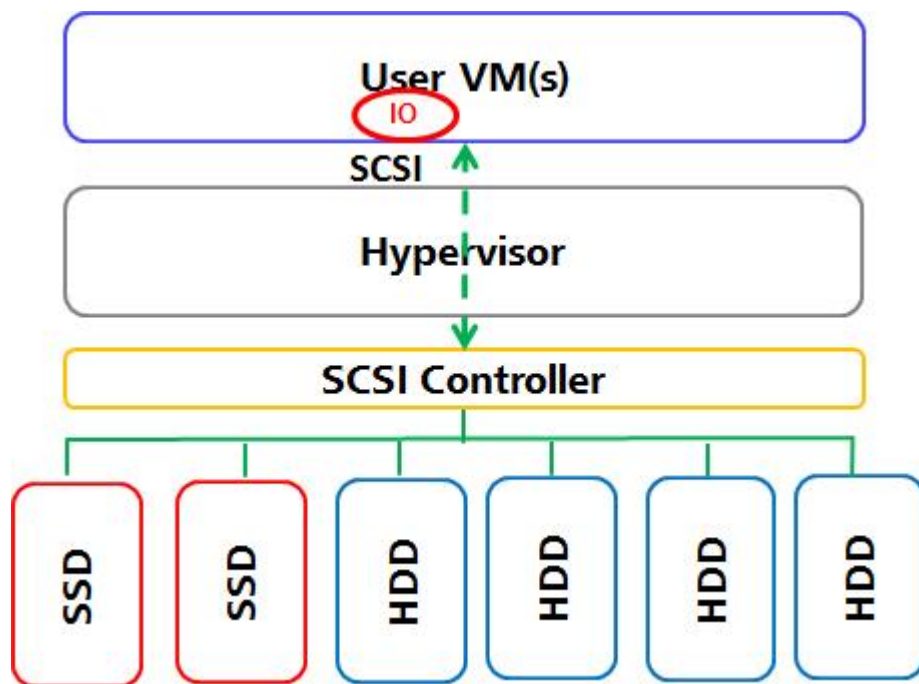 User VM(s)
IO
SCSI
Hypervisor
SCSI Controller
SSD
SSD
HDD
HDD
HDD
HDD